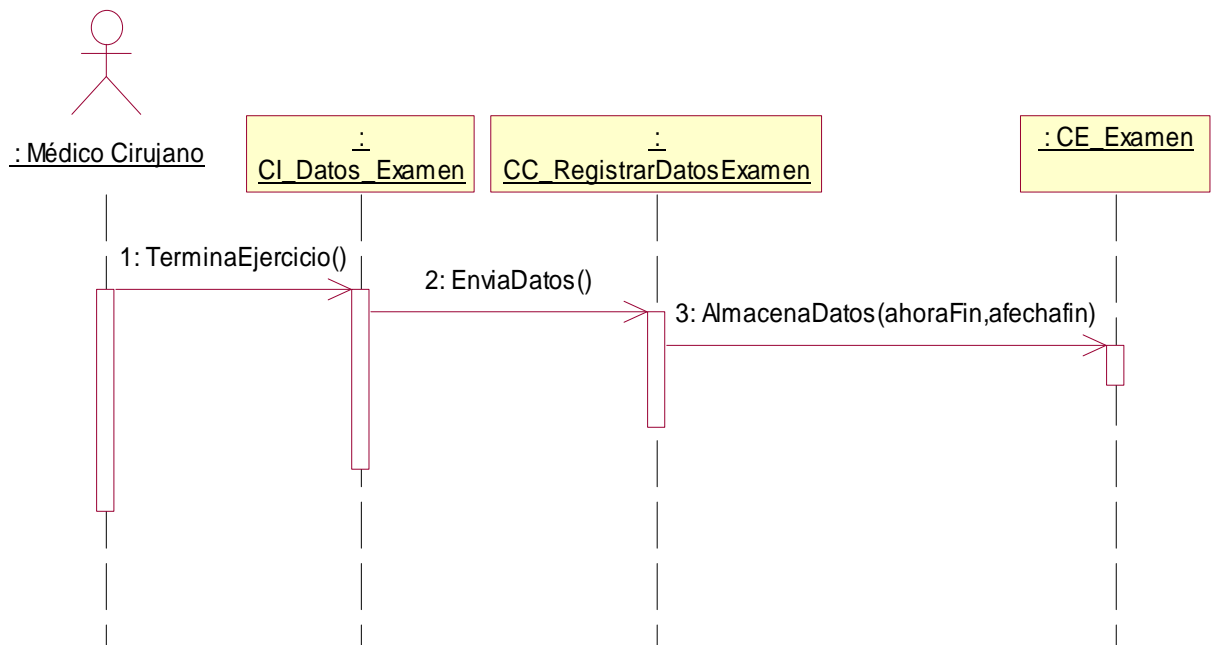 : Médico Cirujano
:
CI_Datos_Examen
:
CC_RegistrarDatosExamen
: CE_Examen
1: TerminaEjercicio()
2: EnviaDatos()
3: AlmacenaDatos(ahoraFin,afechafin)